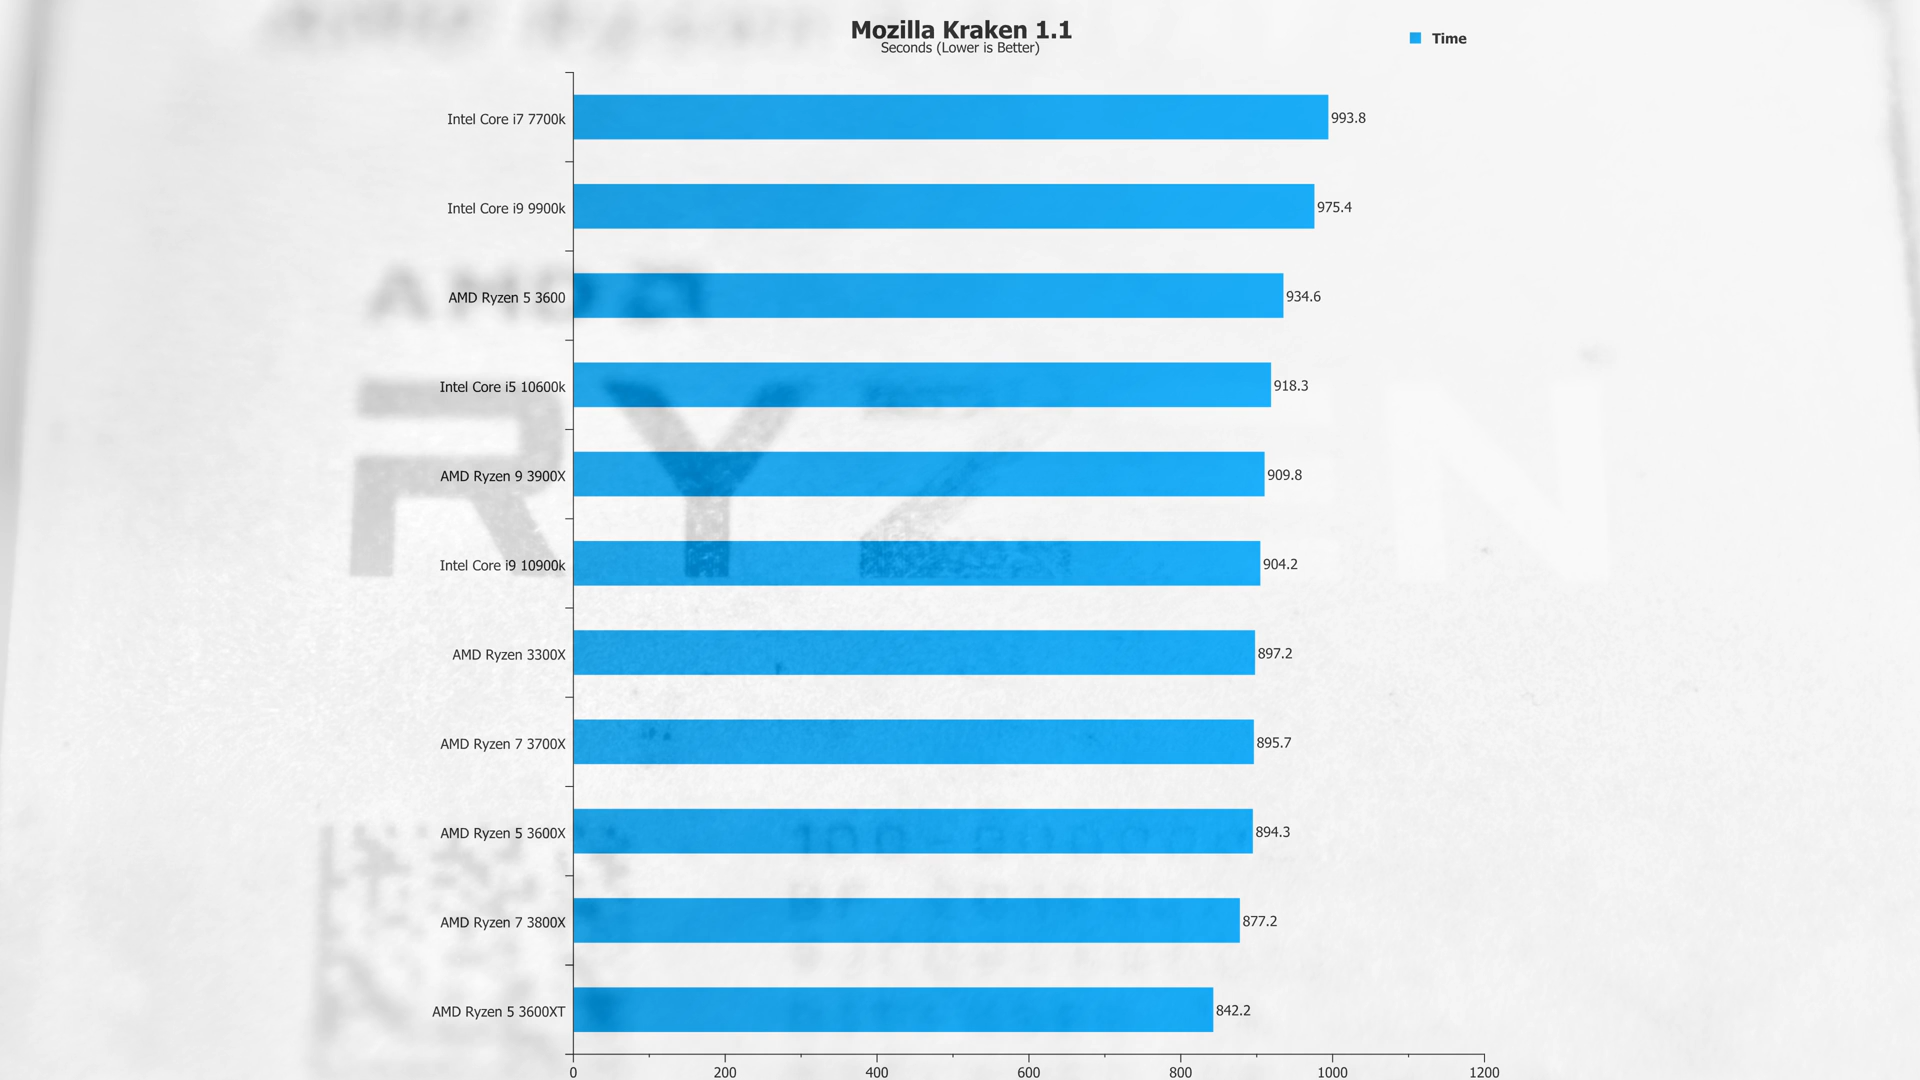 Mozilla Kraken 1.1
Seconds (Lower is Better)
Time
Intel Core i7 7700k 993.8
Intel Core i9 9900k 975.4
AMD
AMD Ryzen 5 3600 934.6
RYZEN
Intel Core i5 10600k 918.3
AMD Ryzen 9 3900X 909.8
Intel Core i9 10900k 904.2
AMD Ryzen 3300X 897.2
AMD Ryzen 7 3700X 895.7
AMD Ryzen 5 3600X 894.3
AMD Ryzen 7 3800X 877.2
AMD Ryzen 5 3600XT 842.2
0 200 400 600 800 1000 1200